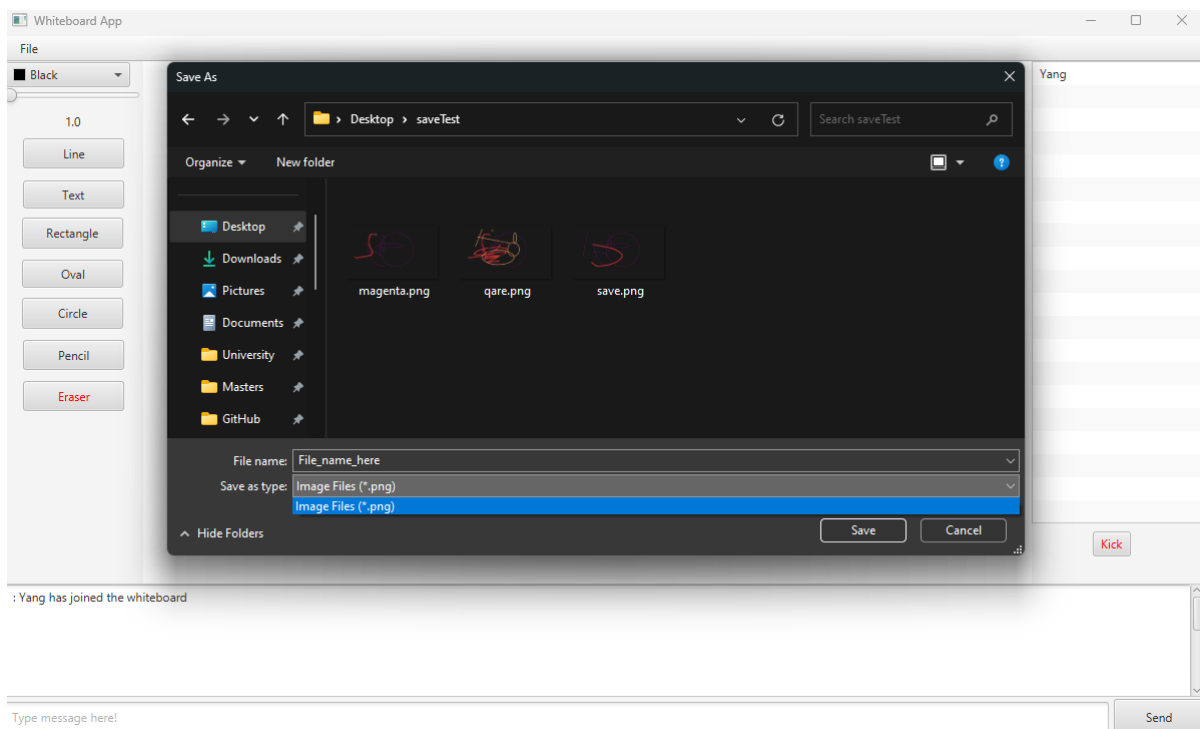 Whiteboard App
File
Black
1.0
Line
Text
Rectangle
Oval
Circle
Pencil
Eraser
Save As
Desktop › saveTest
Search saveTest
Organize
New folder
?
Desktop
Downloads
Pictures
Documents
University
Masters
GitHub
magenta.png
qare.png
save.png
File name: File_name_here
Save as type: Image Files (*.png)
Image Files (*.png)
Hide Folders
Save
Cancel
Yang
Kick
: Yang has joined the whiteboard
Type message here!
Send